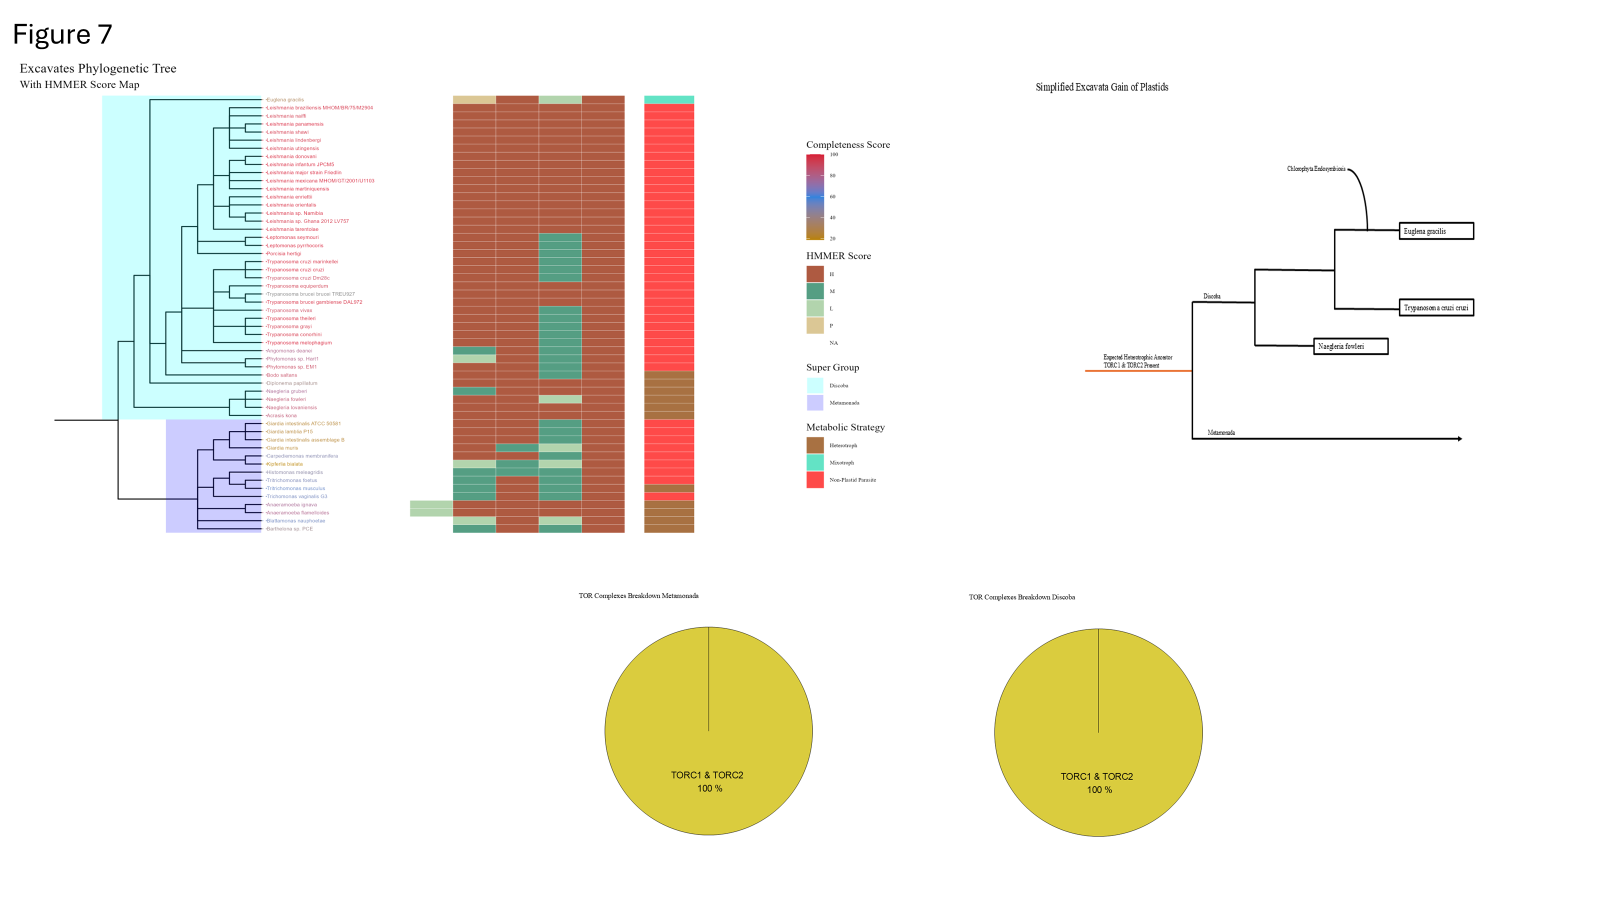 Figure 7
Excavates Phylogenetic Tree
With HMMER Score Map
Euglena gracilis
Leishmania braziliensis MHOM/BR/75/M2904
Leishmania naiffi
Leishmania panamensis
Leishmania shawi
Leishmania lindenbergi
Leishmania utingensis
Leishmania donovani
Leishmania infantum JPCM5
Leishmania major strain Friedlin
Leishmania mexicana MHOM/GT/2001/U1103
Leishmania martiniquensis
Leishmania enriettii
Leishmania orientalis
Leishmania sp. Namibia
Leishmania sp. Ghana 2012 LV757
Leishmania tarentolae
Leptomonas seymouri
Leptomonas pyrrhocoris
Porcisia hertigi
Trypanosoma cruzi marinkellei
Trypanosoma cruzi cruzi
Trypanosoma cruzi Dm28c
Trypanosoma equiperdum
Trypanosoma brucei brucei TREU927
Trypanosoma brucei gambiense DAL972
Trypanosoma vivax
Trypanosoma theileri
Trypanosoma grayi
Trypanosoma conorhini
Trypanosoma melophagium
Angomonas deanei
Phytomonas sp. Hart1
Phytomonas sp. EM1
Bodo saltans
Diplonema papillatum
Naegleria gruberi
Naegleria fowleri
Naegleria lovaniensis
Acrasis kona
Giardia intestinalis ATCC 50581
Giardia lamblia P15
Giardia intestinalis assemblage B
Giardia muris
Carpediemonas membranifera
Kipferlia bialata
Histomonas meleagridis
Tritrichomonas foetus
Tritrichomonas musculus
Trichomonas vaginalis G3
Anaeramoeba ignava
Anaeramoeba flamelloides
Blattamonas nauphoetae
Barthelona sp. PCE
Completeness Score
100
80
60
40
20
HMMER Score
H
M
L
P
NA
Super Group
Discoba
Metamonada
Metabolic Strategy
Heterotroph
Mixotroph
Non-Plastid Parasite
Simplified Excavata Gain of Plastids
Chlorophyta Endosymbiosis
Euglena gracilis
Discoba
Trypanosoma cruzi cruzi
Naegleria fowleri
Expected Heterotrophic Ancestor
TORC1 & TORC2 Present
Metamonada
TOR Complexes Breakdown Metamonada
TORC1 & TORC2
100 %
TOR Complexes Breakdown Discoba
TORC1 & TORC2
100 %